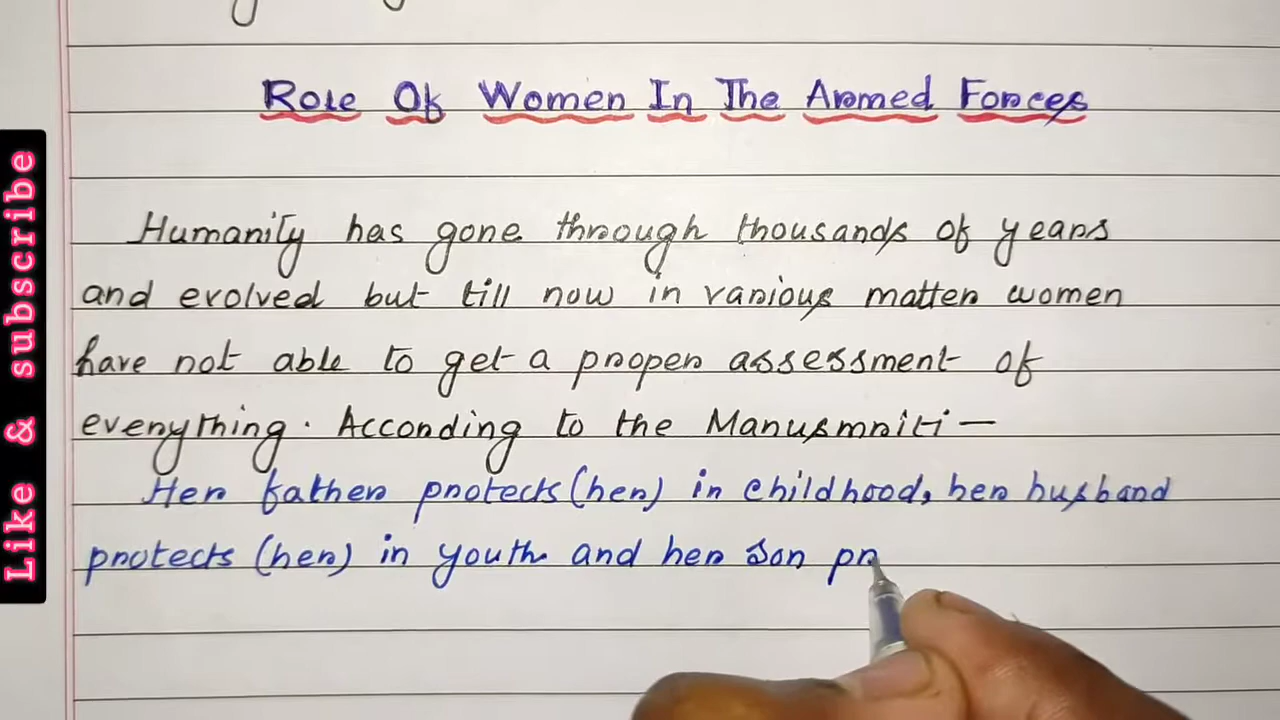 Role Of Women In The Armed Forces
Humanity has gone through thousands of years
and evolved but till now in various matter women
have not able to get a proper assessment of
everything. According to the Manusmriti —
Her father protects (her) in childhood, her husband
protects (her) in youth and her son pr
Like & subscribe